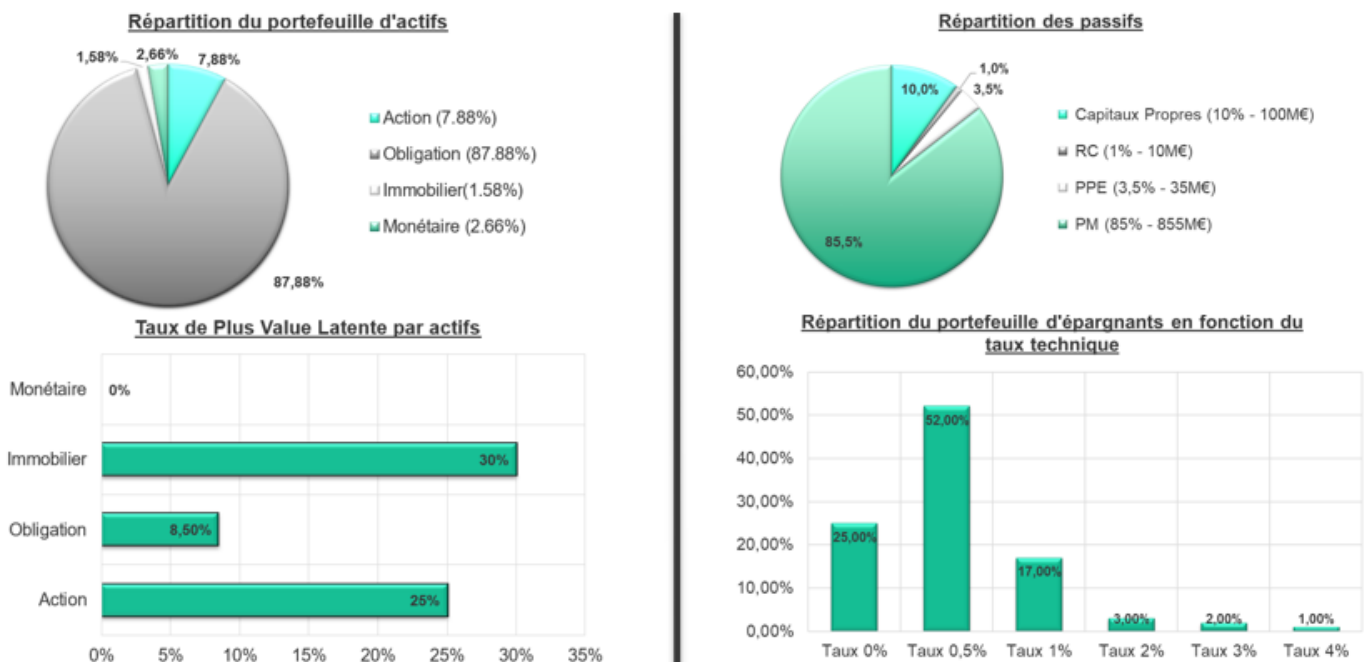 Répartition du portefeuille d'actifs
1,58%
2,66%
7,88%
87,88%
Action (7.88%)
Obligation (87.88%)
Immobilier(1.58%)
Monétaire (2.66%)
Répartition des passifs
10,0%
1,0%
3,5%
85,5%
Capitaux Propres (10% - 100M€)
RC (1% - 10M€)
PPE (3,5% - 35M€)
PM (85% - 855M€)
Taux de Plus Value Latente par actifs
Monétaire
0%
Immobilier
30%
Obligation
8,50%
Action
25%
0% 5% 10% 15% 20% 25% 30% 35%
Répartition du portefeuille d'épargnants en fonction du
taux technique
60,00%
50,00%
40,00%
30,00%
20,00%
10,00%
0,00%
25,00%
52,00%
17,00%
3,00%
2,00%
1,00%
Taux 0% Taux 0,5% Taux 1% Taux 2% Taux 3% Taux 4%